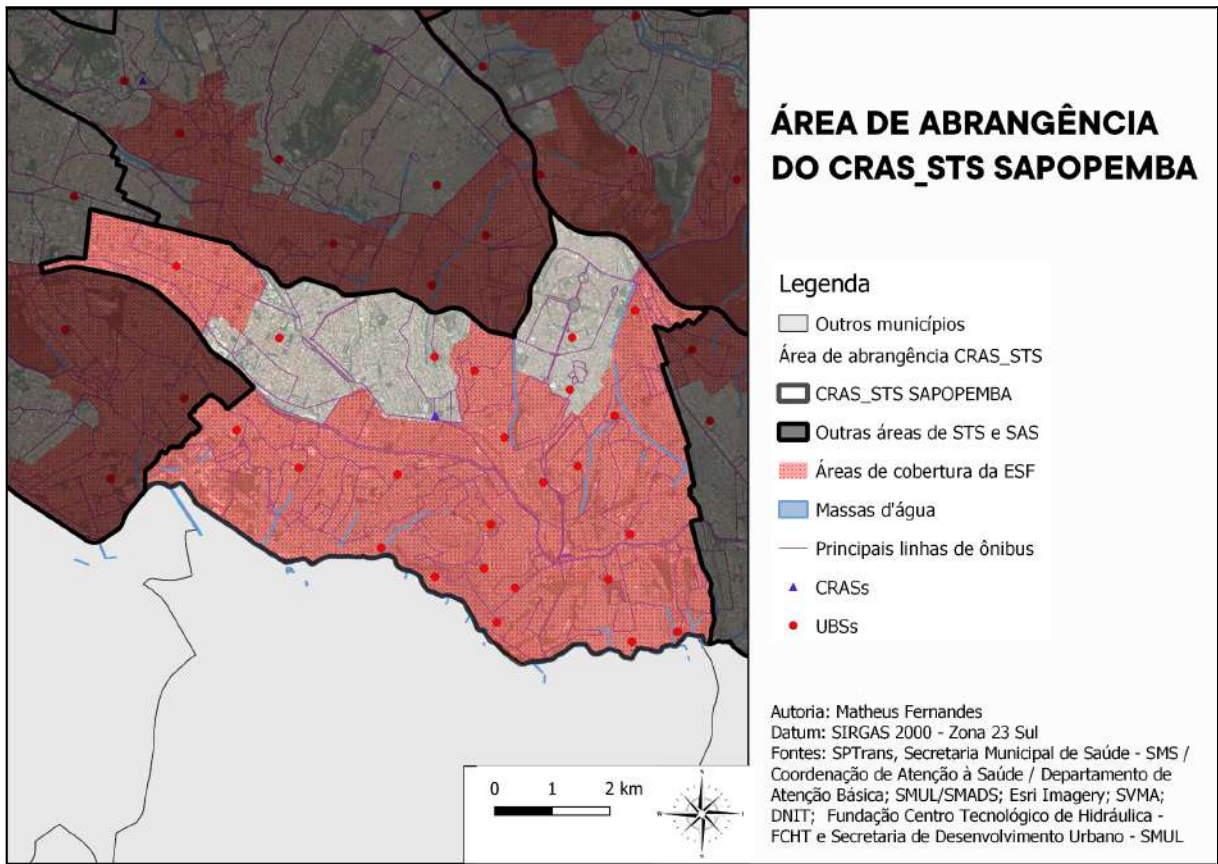 ÁREA DE ABRANGÊNCIA
DO CRAS_STS SAPOPEMBA
Legenda
Outros municípios
Área de abrangência CRAS_STS
CRAS_STS SAPOPEMBA
Outras áreas de STS e SAS
Áreas de cobertura da ESF
Massas d'água
Principais linhas de ônibus
CRASs
UBSs
Autoria: Matheus Fernandes
Datum: SIRGAS 2000 - Zona 23 Sul
Fontes: SPTrans, Secretaria Municipal de Saúde - SMS /
Coordenação de Atenção à Saúde / Departamento de
Atenção Básica; SMUL/SMADS; Esri Imagery; SVMA;
DNIT; Fundação Centro Tecnológico de Hidráulica -
FCHT e Secretaria de Desenvolvimento Urbano - SMUL
0 1 2 km